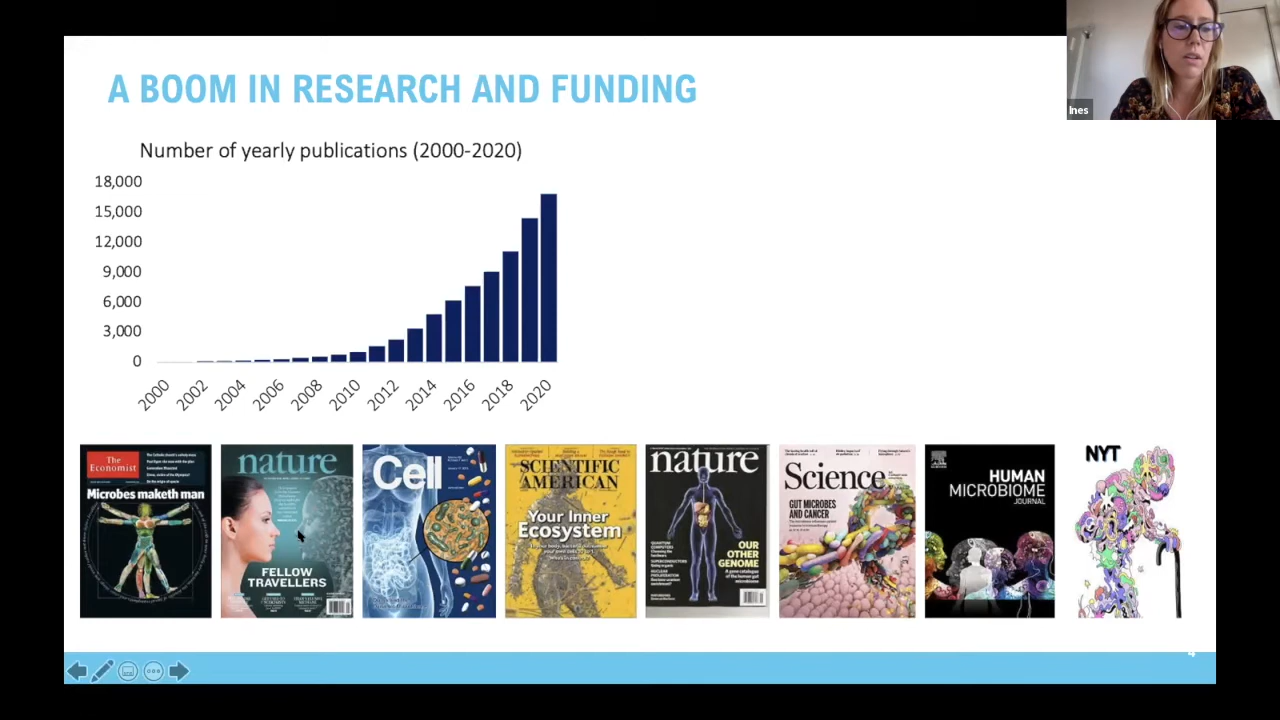 A BOOM IN RESEARCH AND FUNDING
Ines
Number of yearly publications (2000-2020)
18,000
15,000
12,000
9,000
6,000
3,000
0
2000
2002
2004
2006
2008
2010
2012
2014
2016
2018
2020
The
Economist
Microbes maketh man
nature
FELLOW
TRAVELLERS
Cell
SCIENTIFIC
AMERICAN
Your Inner
Ecosystem
nature
OUR
OTHER
GENOME
Science
GUT MICROBES
AND CANCER
HUMAN
MICROBIOME
JOURNAL
NYT
4